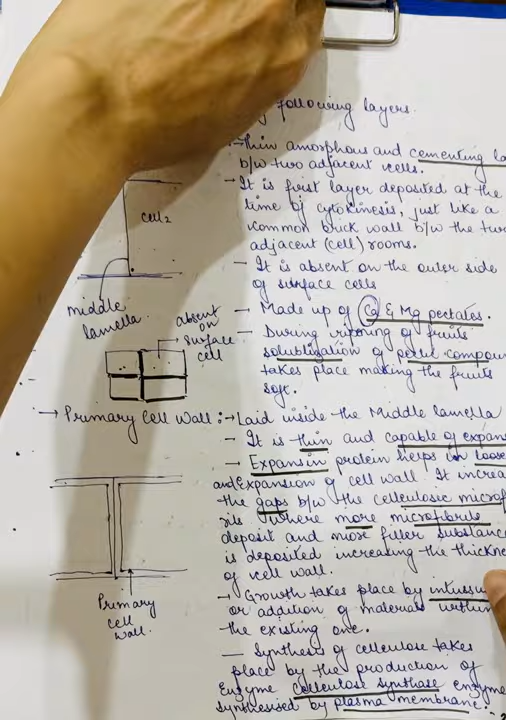 following layers.
- Thin amorphous and cementing la
b/w two adjacent cells.
- It is first layer deposited at the
time of cytokinesis, just like a
common brick wall b/w the two
adjacent (cell) rooms.
- It is absent on the outer side
of surface cells
- Made up of Ca & Mg pectates.
- During ripening of fruits
solublization of pectic compoun
takes place making the fruits
soft.
cell 2
middle
lamella
absent
on
surface
cell
→ Primary Cell Wall :→ Laid inside the Middle lamella
- It is thin and capable of expans
- Expansin protein helps in loose
and Expansion of cell wall. It increa
the gaps b/w the cellulosic microf
ils where more microfibrils
deposit and more filler substance
is deposited increasing the thickne
of cell wall.
- Growth takes place by intussu
or addition of materials within
the existing one.
- Synthesis of cellulose takes
place by the production of
Enzyme cellulose synthase enzyme
synthesised by plasma membrane.
Primary
cell
wall.